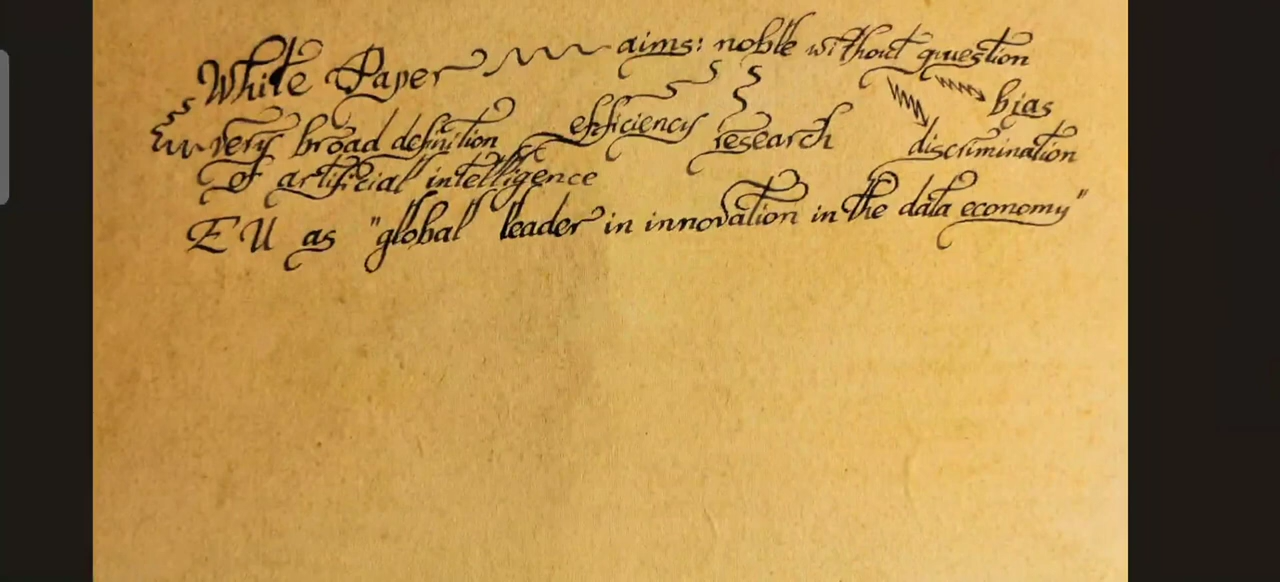 White Paper aims: noble without question
bias
very broad definition efficiency research discrimination
of artificial intelligence
EU as "global leader in innovation in the data economy"